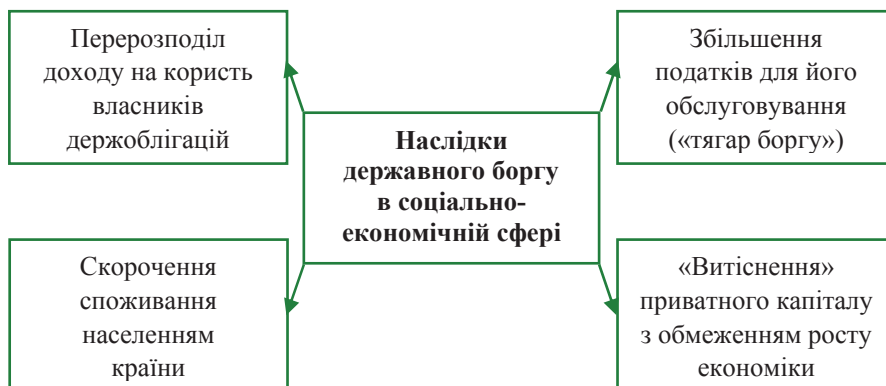 Перерозподіл
доходу на користь
власників
держоблігацій
Збільшення
податків для його
обслуговування
(«тягар боргу»)
Наслідки
державного боргу
в соціально-
економічній сфері
Скорочення
споживання
населенням
країни
«Витіснення»
приватного капіталу
з обмеженням росту
економіки